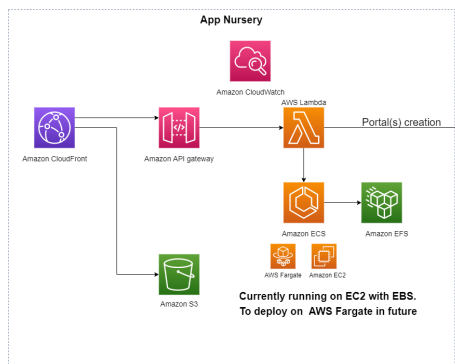 App Nursery
Amazon CloudWatch
AWS Lambda
Portal(s) creation
Amazon CloudFront
Amazon API gateway
Amazon ECS
Amazon EFS
AWS Fargate
Amazon EC2
Amazon S3
Currently running on EC2 with EBS.
To deploy on AWS Fargate in future